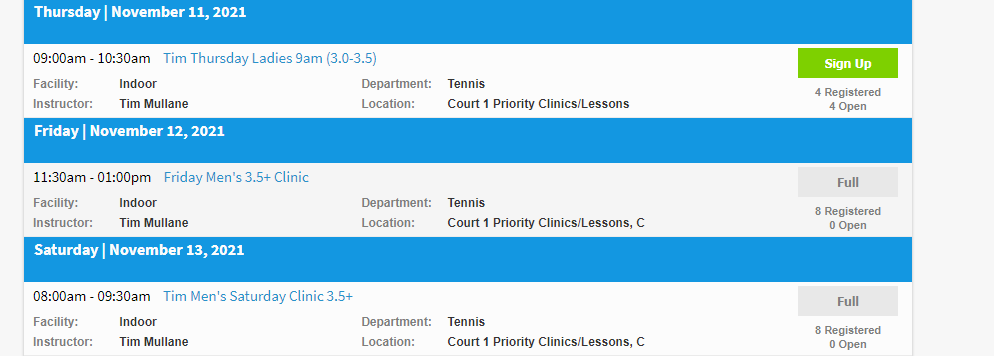 Thursday | November 11, 2021
09:00am - 10:30am Tim Thursday Ladies 9am (3.0-3.5) Sign Up
Facility: Indoor Department: Tennis 4 Registered
Instructor: Tim Mullane Location: Court 1 Priority Clinics/Lessons 4 Open
Friday | November 12, 2021
11:30am - 01:00pm Friday Men's 3.5+ Clinic Full
Facility: Indoor Department: Tennis 8 Registered
Instructor: Tim Mullane Location: Court 1 Priority Clinics/Lessons, C 0 Open
Saturday | November 13, 2021
08:00am - 09:30am Tim Men's Saturday Clinic 3.5+ Full
Facility: Indoor Department: Tennis 8 Registered
Instructor: Tim Mullane Location: Court 1 Priority Clinics/Lessons, C 0 Open